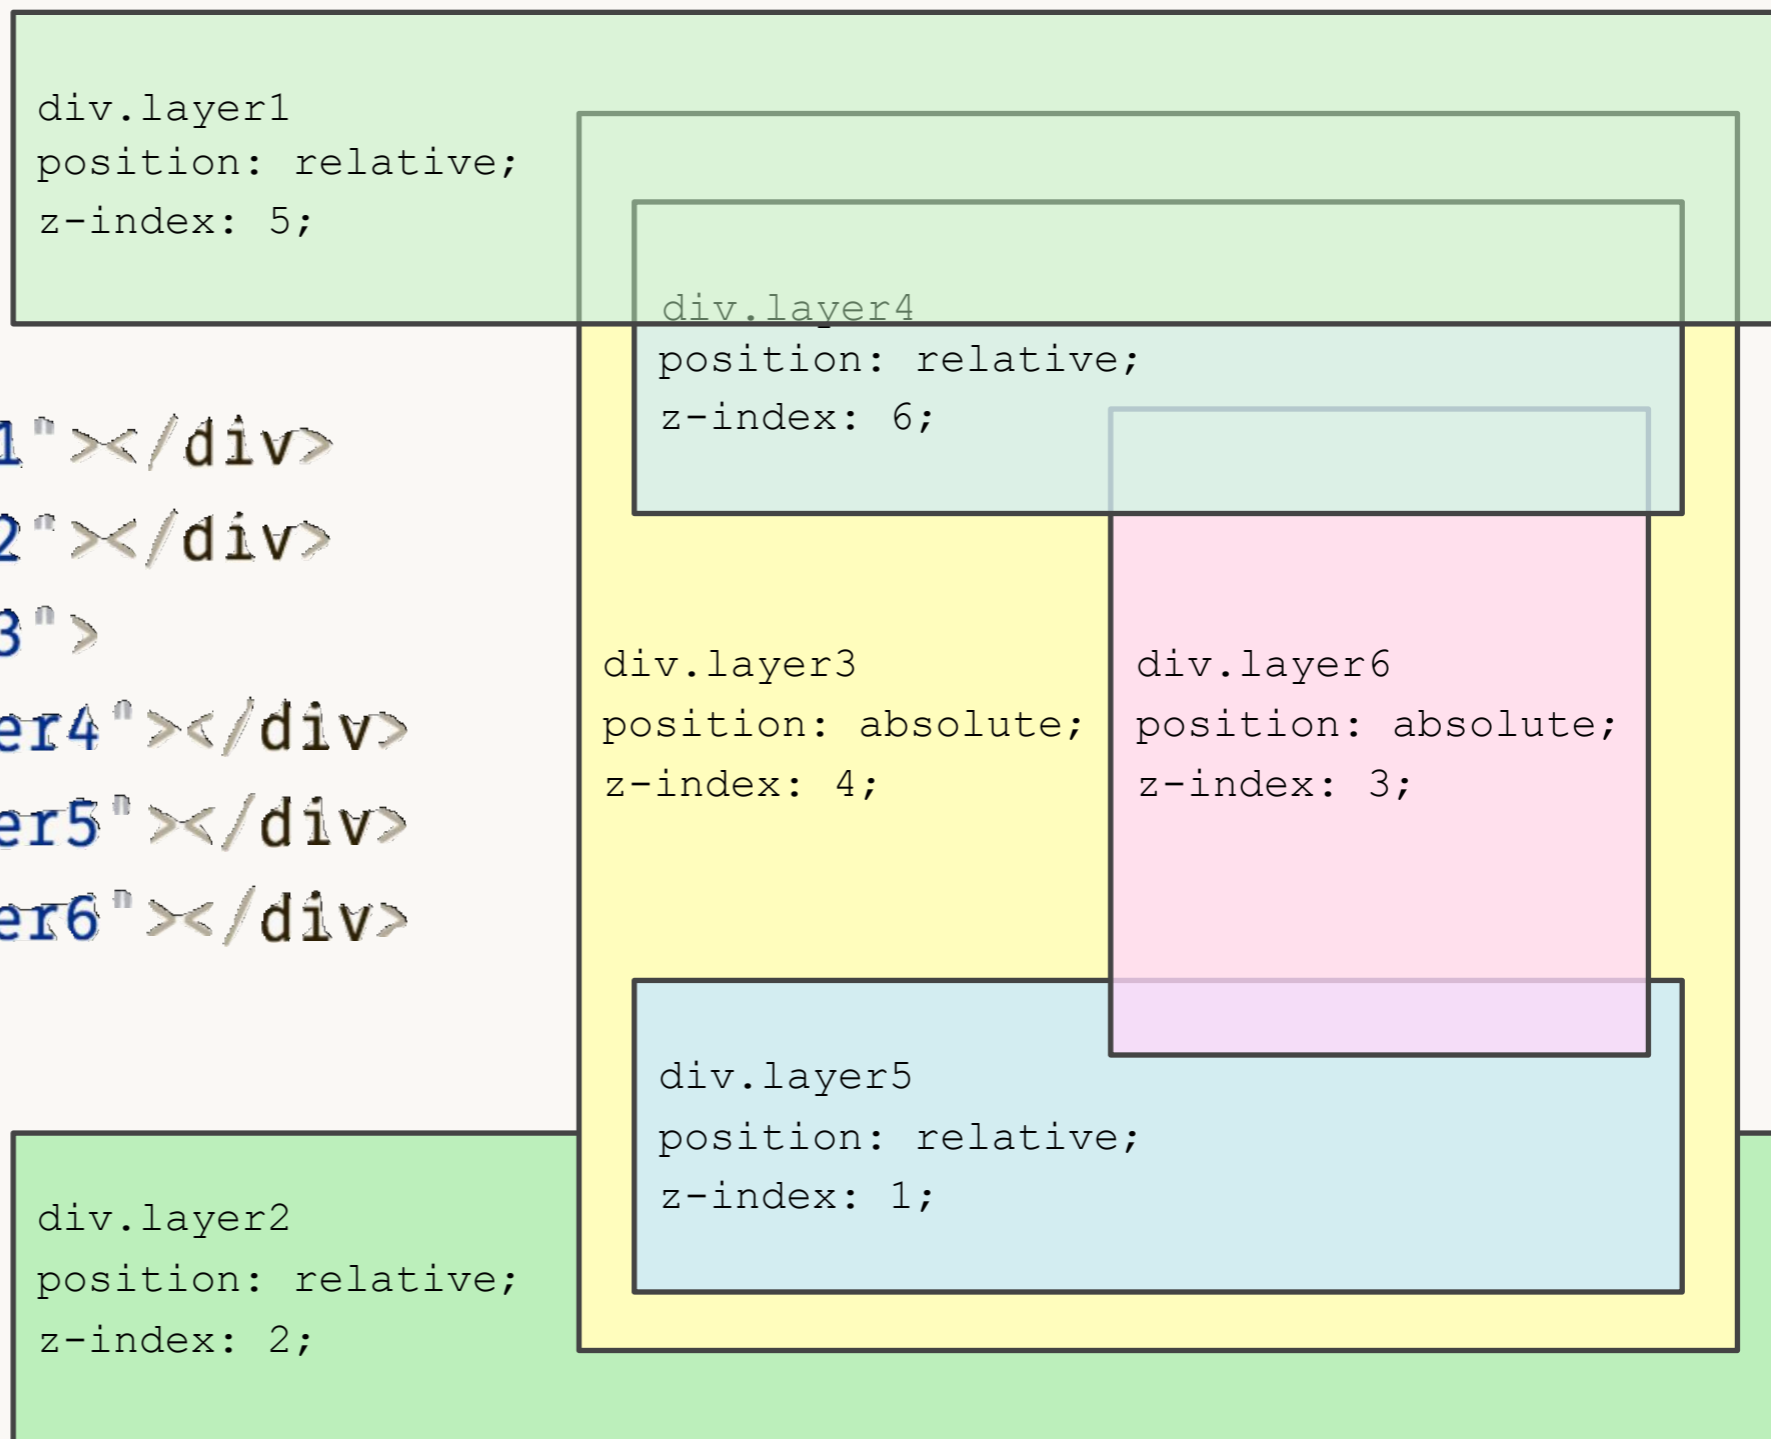 div.layer1
position: relative;
z-index: 5;
div.layer4
position: relative;
z-index: 6;
1"></div>
2"></div>
3">
er4"></div>
er5"></div>
er6"></div>
div.layer3
position: absolute;
z-index: 4;
div.layer6
position: absolute;
z-index: 3;
div.layer5
position: relative;
z-index: 1;
div.layer2
position: relative;
z-index: 2;